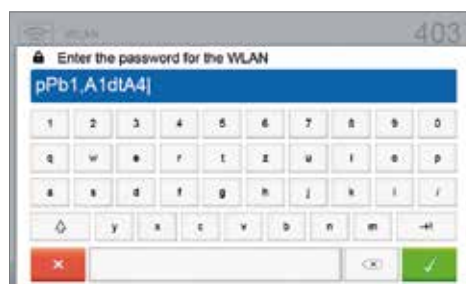 WLAN 403
Enter the password for the WLAN
pPb1,A1dtA4|
1 2 3 4 5 6 7 8 9 0
q w e r t z u i o p
a s d f g h j k l /
y x c v b n m